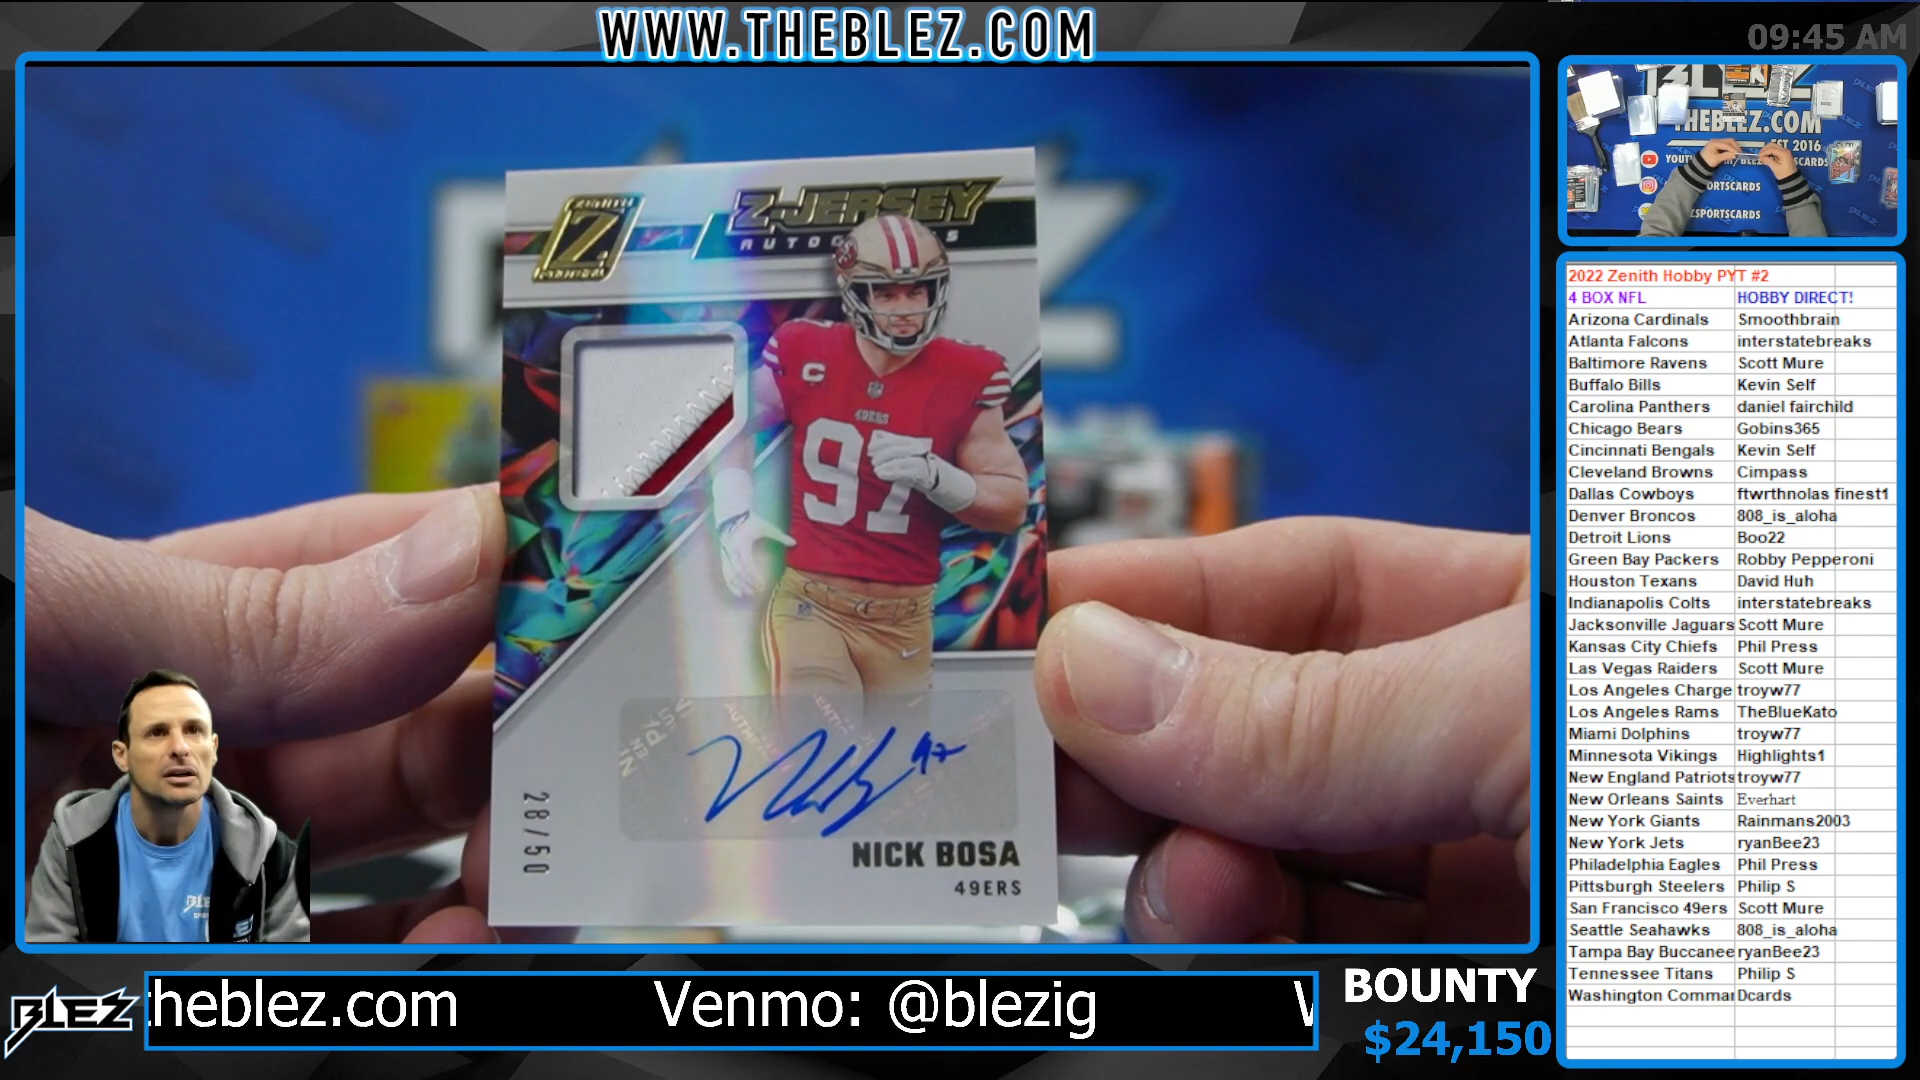 WWW.THEBLEZ.COM
09:45 AM
ZENITH
Z
Z-JERSEY
C
49ERS
97
28/50
NICK BOSA
49ERS
THEBLEZ.COM
EST 2016
2022 Zenith Hobby PYT #2
4 BOX NFL HOBBY DIRECT!
Arizona Cardinals Smoothbrain
Atlanta Falcons interstatebreaks
Baltimore Ravens Scott Mure
Buffalo Bills Kevin Self
Carolina Panthers daniel fairchild
Chicago Bears Gobins365
Cincinnati Bengals Kevin Self
Cleveland Browns Cimpass
Dallas Cowboys ftwrthnolas finest1
Denver Broncos 808_is_aloha
Detroit Lions Boo22
Green Bay Packers Robby Pepperoni
Houston Texans David Huh
Indianapolis Colts interstatebreaks
Jacksonville Jaguars Scott Mure
Kansas City Chiefs Phil Press
Las Vegas Raiders Scott Mure
Los Angeles Charge troyw77
Los Angeles Rams TheBlueKato
Miami Dolphins troyw77
Minnesota Vikings Highlights1
New England Patriots troyw77
New Orleans Saints Everhart
New York Giants Rainmans2003
New York Jets ryanBee23
Philadelphia Eagles Phil Press
Pittsburgh Steelers Philip S
San Francisco 49ers Scott Mure
Seattle Seahawks 808_is_aloha
Tampa Bay Buccanee ryanBee23
Tennessee Titans Philip S
Washington Comman Dcards
BLEZ
theblez.com Venmo: @blezig
BOUNTY
$24,150